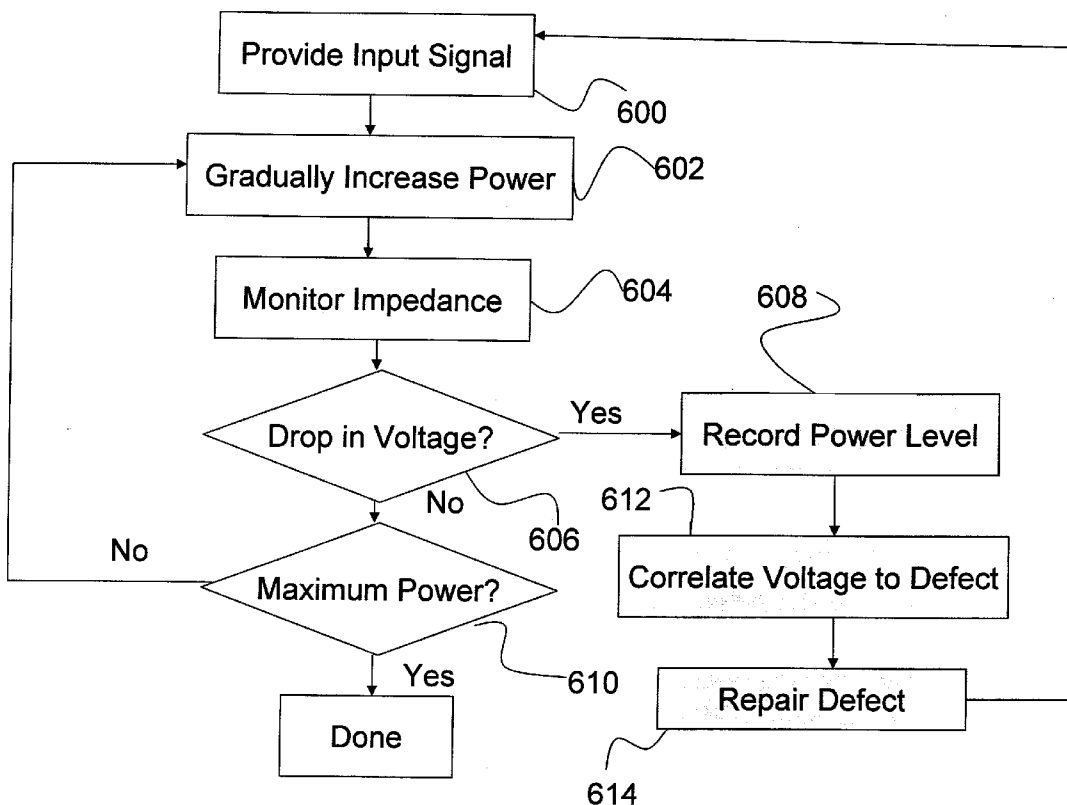 Provide Input Signal
600
Gradually Increase Power
602
Monitor Impedance
604
608
Drop in Voltage?
Yes
Record Power Level
No
606
612
No
Maximum Power?
Correlate Voltage to Defect
Yes
610
Repair Defect
Done
614